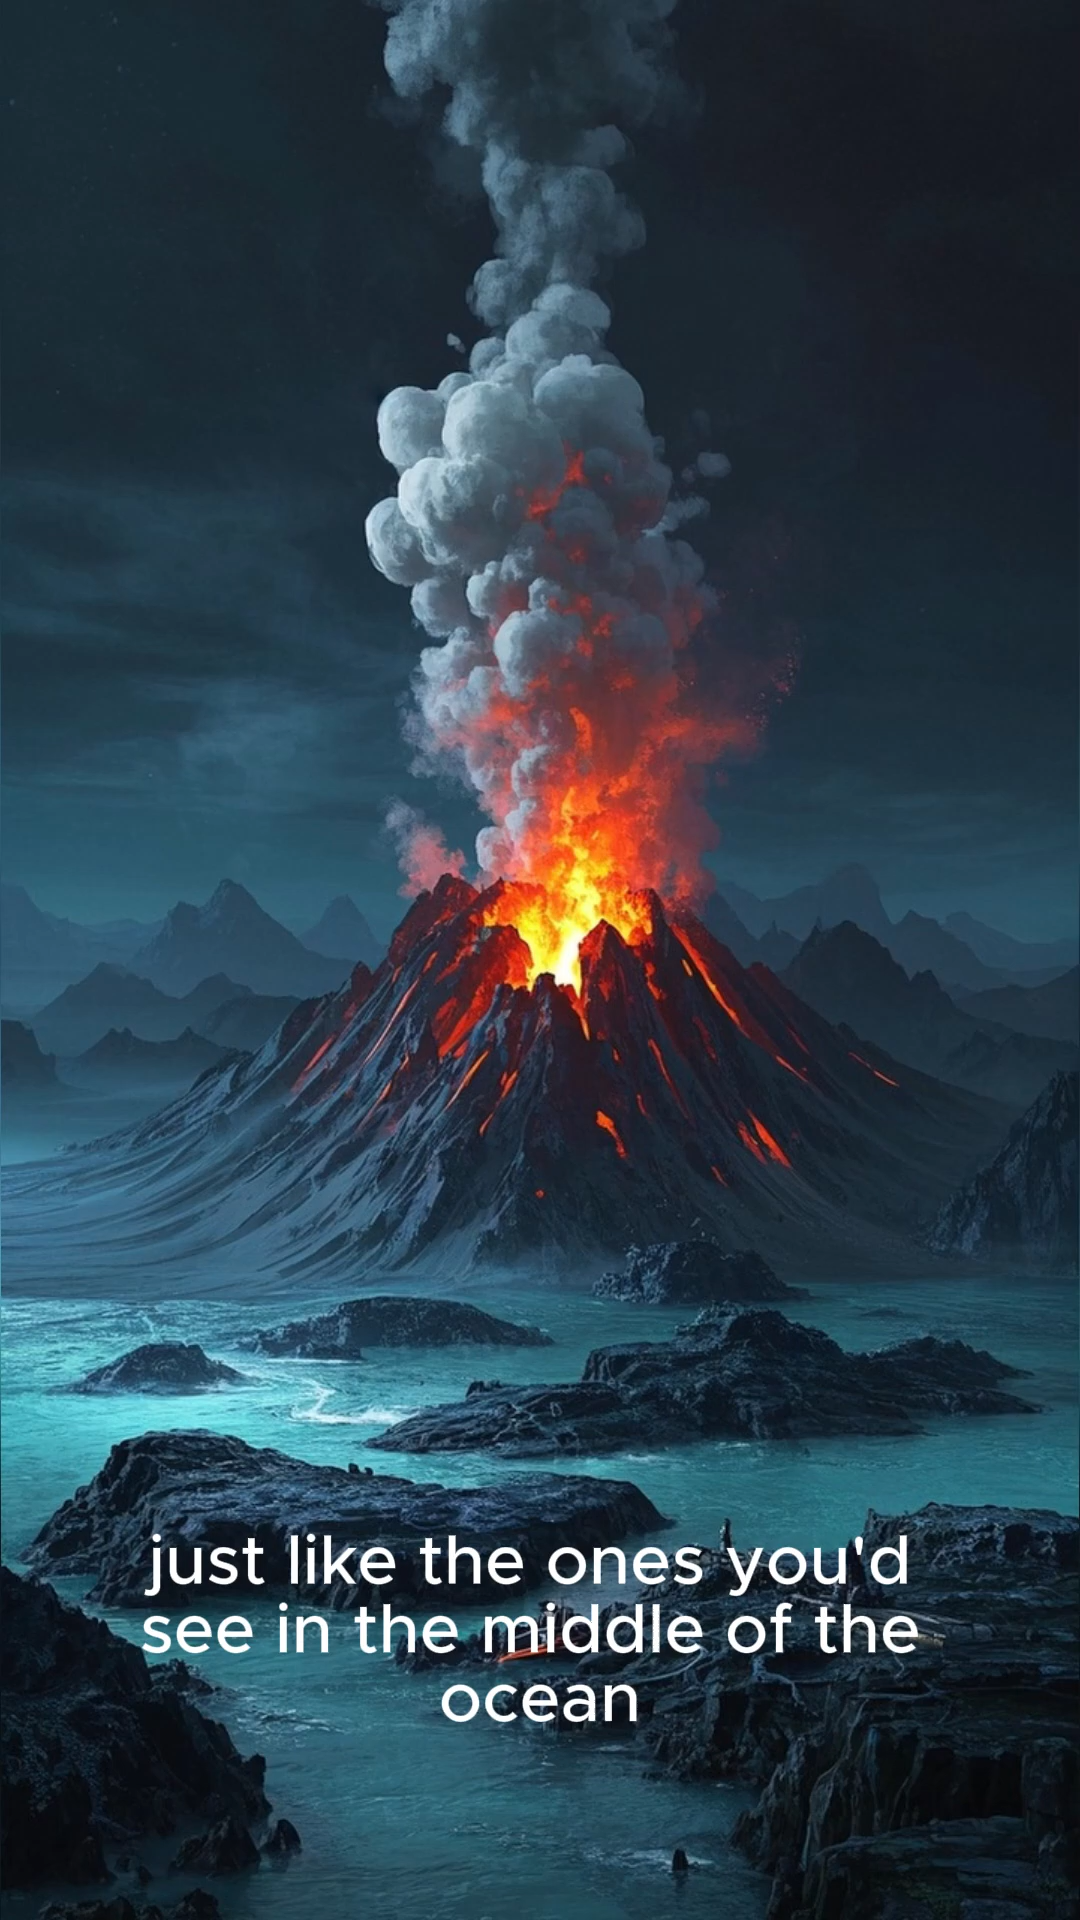 just like the ones you'd
see in the middle of the
ocean